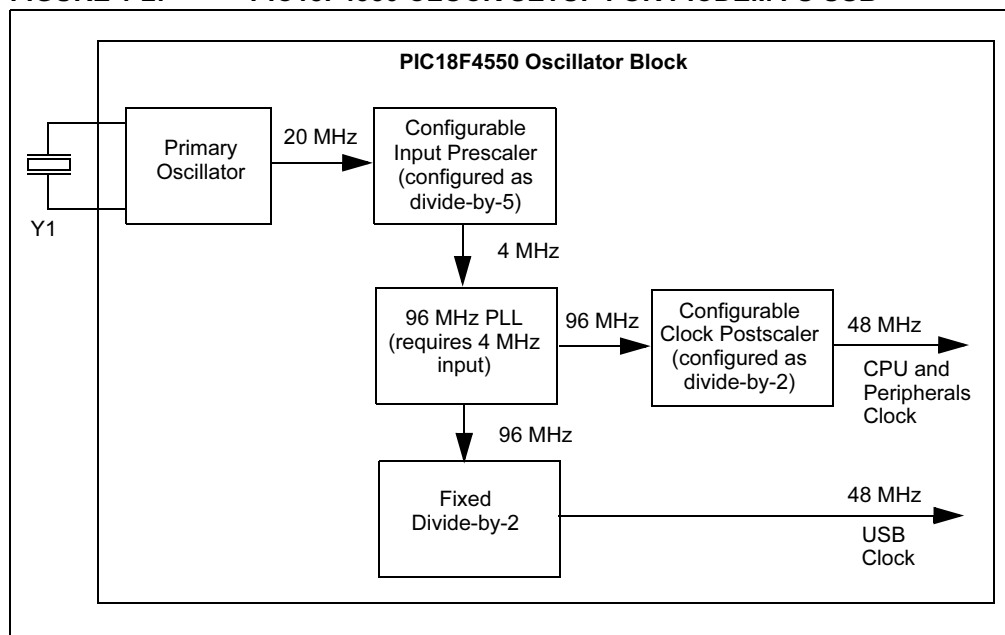 PIC18F4550 Oscillator Block
Primary
Oscillator
20 MHz
Configurable
Input Prescaler
(configured as
divide-by-5)
Y1
4 MHz
96 MHz PLL
(requires 4 MHz
input)
96 MHz
Configurable
Clock Postscaler
(configured as
divide-by-2)
48 MHz
CPU and
Peripherals
Clock
96 MHz
Fixed
Divide-by-2
48 MHz
USB
Clock